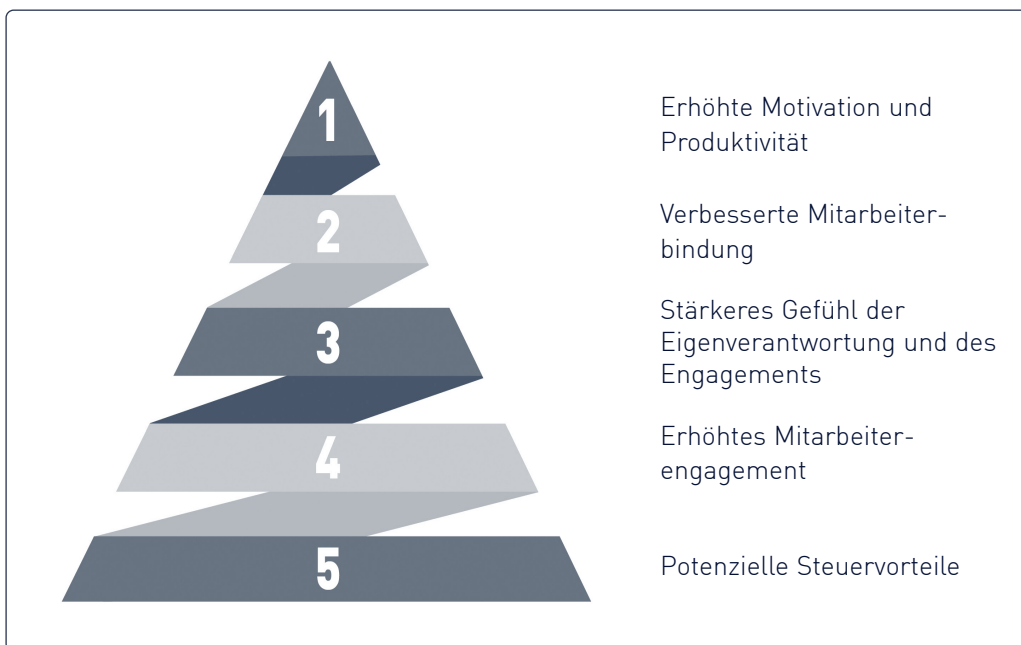 1
Erhöhte Motivation und
Produktivität
2
Verbesserte Mitarbeiter-
bindung
3
Stärkeres Gefühl der
Eigenverantwortung und des
Engagements
4
Erhöhtes Mitarbeiter-
engagement
5
Potenzielle Steuervorteile